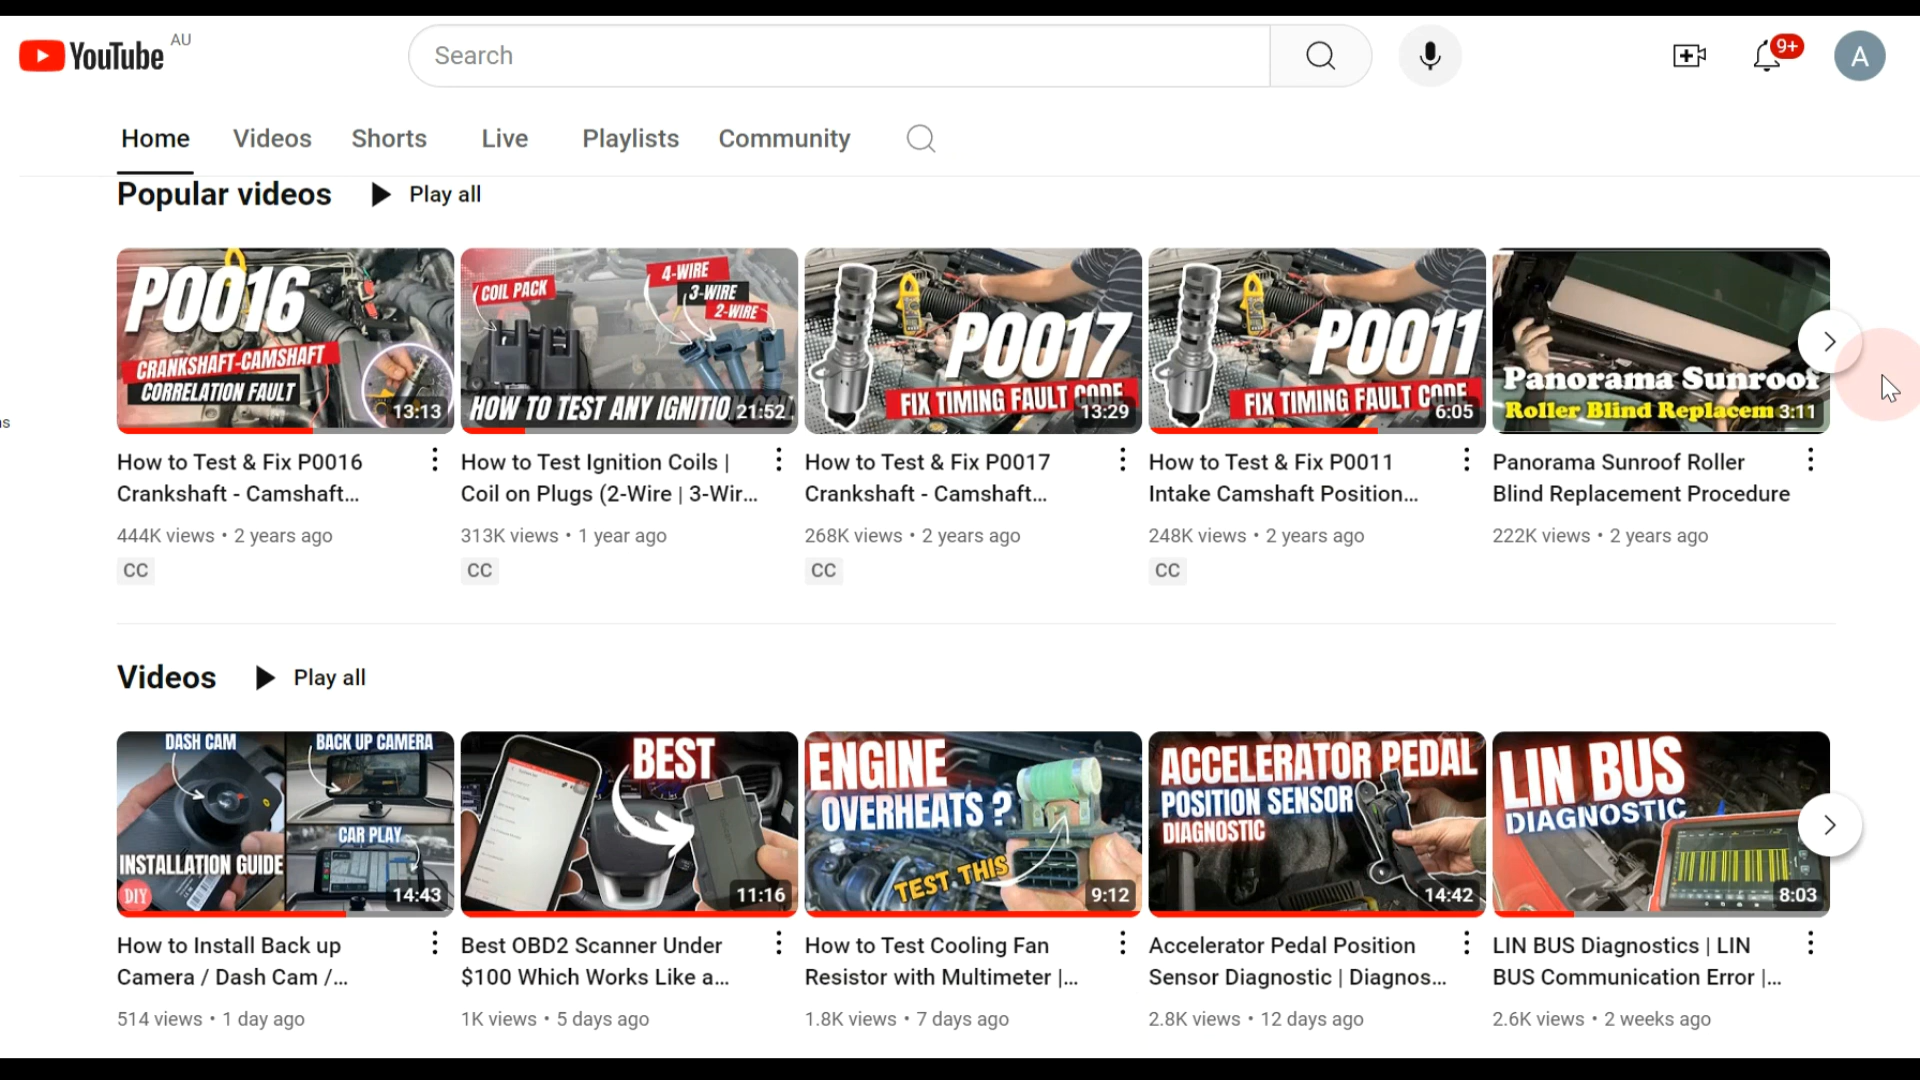 YouTube AU
Search
9+
A
Home Videos Shorts Live Playlists Community
Popular videos Play all
P0016
CRANKSHAFT-CAMSHAFT
CORRELATION FAULT
13:13
COIL PACK
4-WIRE
3-WIRE
2-WIRE
HOW TO TEST ANY IGNITIO
21:52
P0017
FIX TIMING FAULT CODE
13:29
P0011
FIX TIMING FAULT CODE
6:05
Panorama Sunroof
Roller Blind Replacem
3:11
How to Test & Fix P0016
Crankshaft - Camshaft...
444K views • 2 years ago
CC
How to Test Ignition Coils |
Coil on Plugs (2-Wire | 3-Wir...
313K views • 1 year ago
CC
How to Test & Fix P0017
Crankshaft - Camshaft...
268K views • 2 years ago
CC
How to Test & Fix P0011
Intake Camshaft Position...
248K views • 2 years ago
CC
Panorama Sunroof Roller
Blind Replacement Procedure
222K views • 2 years ago
Videos Play all
DASH CAM
BACK UP CAMERA
CAR PLAY
INSTALLATION GUIDE
DIY
14:43
BEST
11:16
ENGINE
OVERHEATS ?
TEST THIS
9:12
ACCELERATOR PEDAL
POSITION SENSOR
DIAGNOSTIC
14:42
LIN BUS
DIAGNOSTIC
8:03
How to Install Back up
Camera / Dash Cam /...
514 views • 1 day ago
Best OBD2 Scanner Under
$100 Which Works Like a...
1K views • 5 days ago
How to Test Cooling Fan
Resistor with Multimeter |...
1.8K views • 7 days ago
Accelerator Pedal Position
Sensor Diagnostic | Diagnos...
2.8K views • 12 days ago
LIN BUS Diagnostics | LIN
BUS Communication Error |...
2.6K views • 2 weeks ago